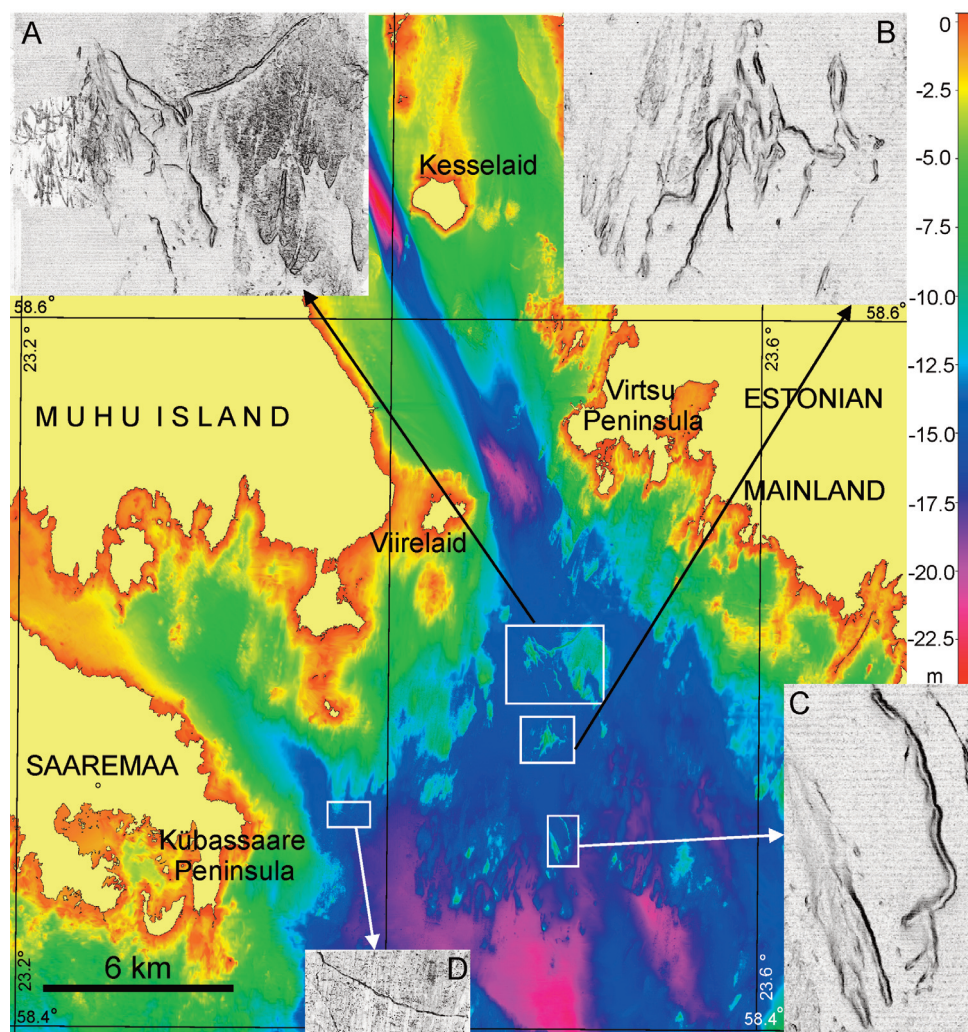 A
B
0
-2.5
-5.0
-7.5
-10.0
-12.5
-15.0
-17.5
-20.0
-22.5
m
Kesselaid
58.6°
58.6°
23.2°
23.6°
MUHU ISLAND
Virtsu
Peninsula
ESTONIAN
MAINLAND
Viirelaid
C
SAAREMAA
Kübassaare
Peninsula
6 km
D
23.2°
23.6°
58.4°
58.4°